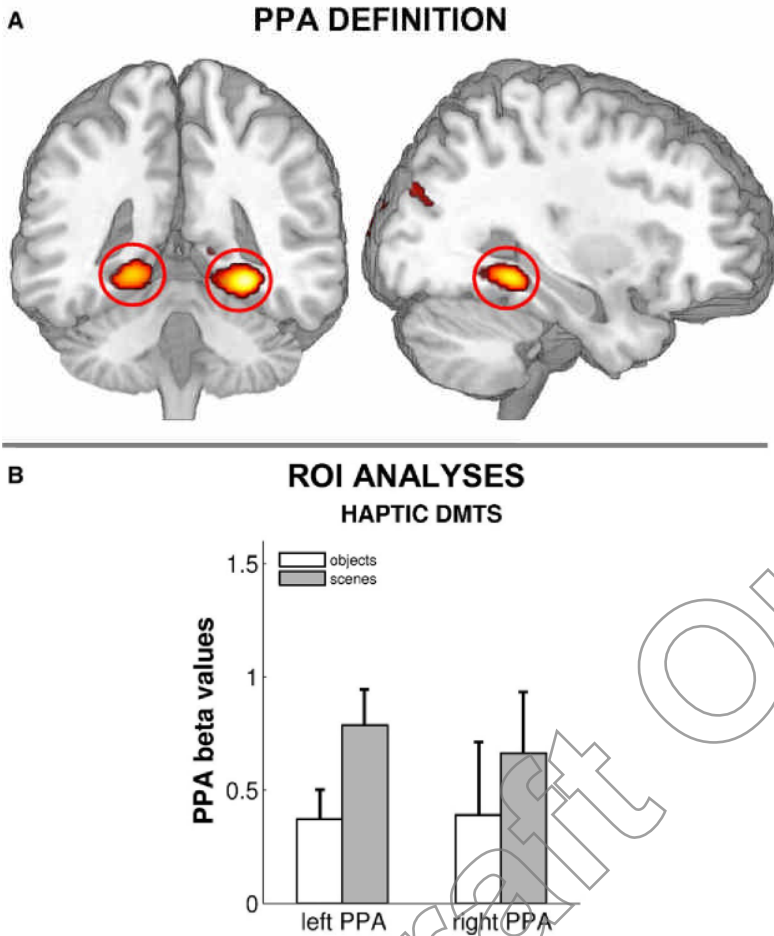 A
PPA DEFINITION
B
ROI ANALYSES
HAPTIC DMTS
objects
scenes
1.5
1
0.5
0
PPA beta values
left PPA
right PPA